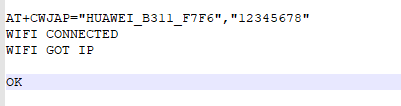 AT+CWJAP="HUAWEI_B311_F7F6","12345678"
WIFI CONNECTED
WIFI GOT IP
OK